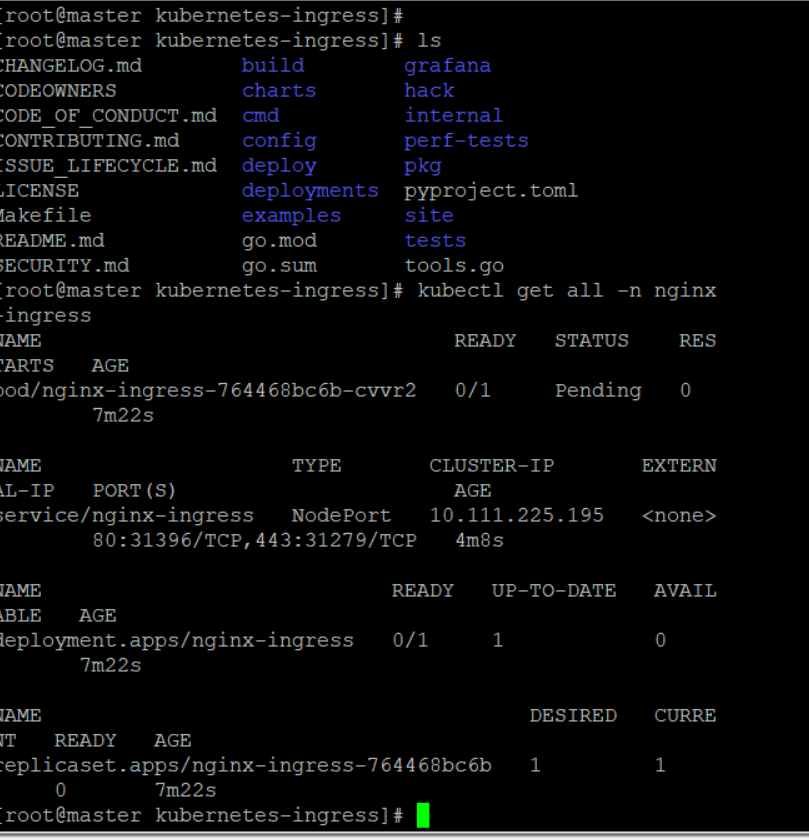 [root@master kubernetes-ingress]#
[root@master kubernetes-ingress]# ls
CHANGELOG.md build grafana
CODEOWNERS charts hack
CODE_OF_CONDUCT.md cmd internal
CONTRIBUTING.md config perf-tests
ISSUE_LIFECYCLE.md deploy pkg
LICENSE deployments pyproject.toml
Makefile examples site
README.md go.mod tests
SECURITY.md go.sum tools.go
[root@master kubernetes-ingress]# kubectl get all -n nginx
-ingress
NAME READY STATUS RES
TARTS AGE
pod/nginx-ingress-764468bc6b-cvvr2 0/1 Pending 0
7m22s
NAME TYPE CLUSTER-IP EXTERN
AL-IP PORT(S) AGE
service/nginx-ingress NodePort 10.111.225.195 <none>
80:31396/TCP,443:31279/TCP 4m8s
NAME READY UP-TO-DATE AVAIL
ABLE AGE
deployment.apps/nginx-ingress 0/1 1 0
7m22s
NAME DESIRED CURRE
NT READY AGE
replicaset.apps/nginx-ingress-764468bc6b 1 1
0 7m22s
[root@master kubernetes-ingress]#